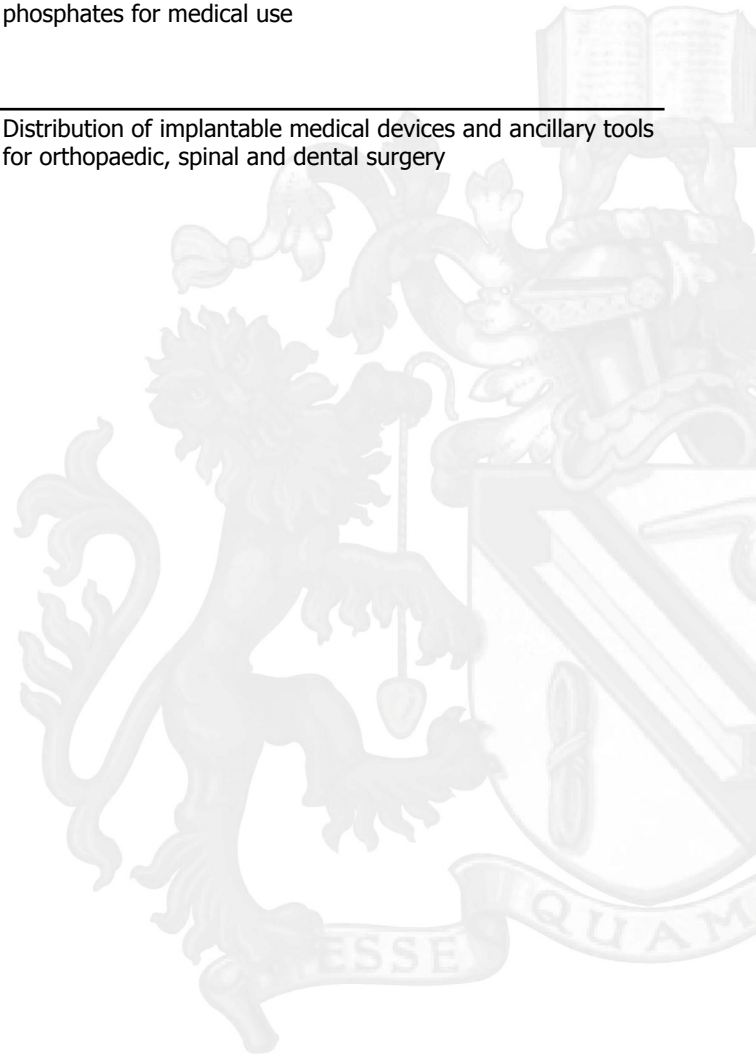 phosphates for medical use
Distribution of implantable medical devices and ancillary tools
for orthopaedic, spinal and dental surgery
ESSE
QUAM